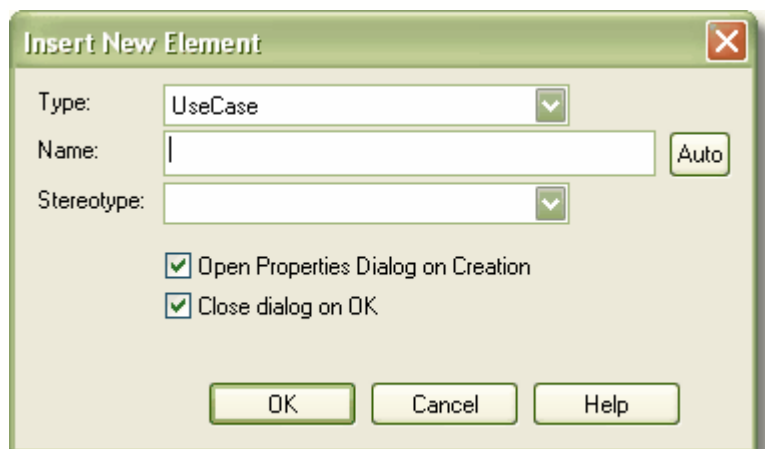 Insert New Element
Type: UseCase
Name: Auto
Stereotype:
Open Properties Dialog on Creation
Close dialog on OK
OK Cancel Help